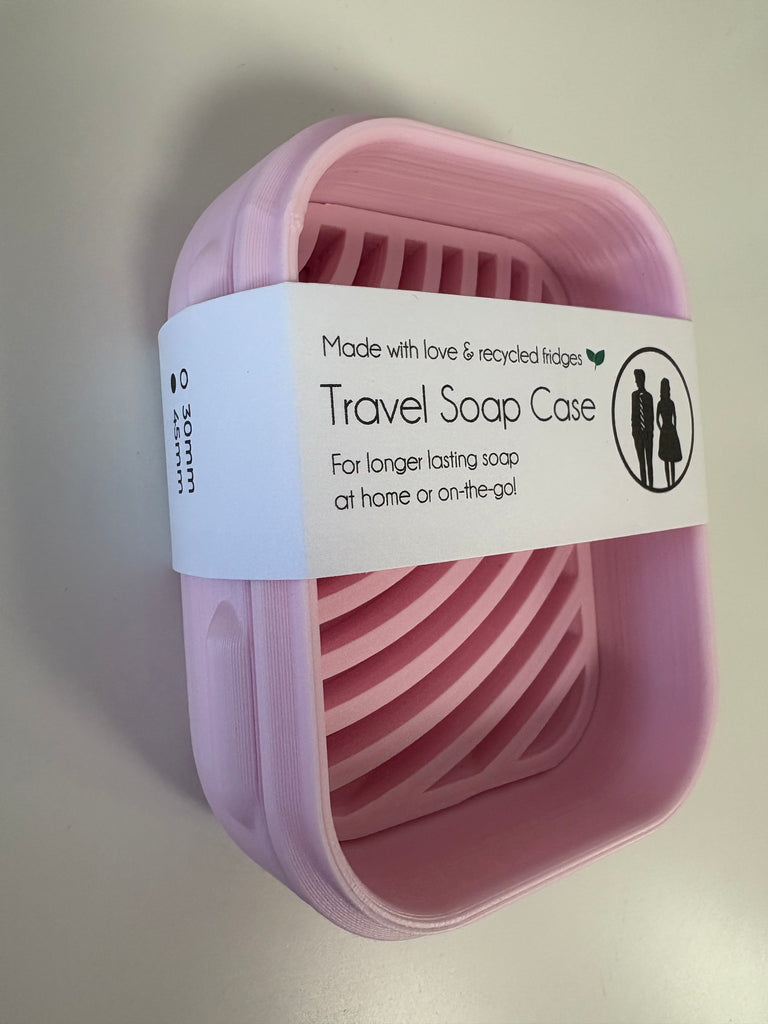 Made with love & recycled fridges
Travel Soap Case
For longer lasting soap
at home or on-the-go!
30mm
45mm